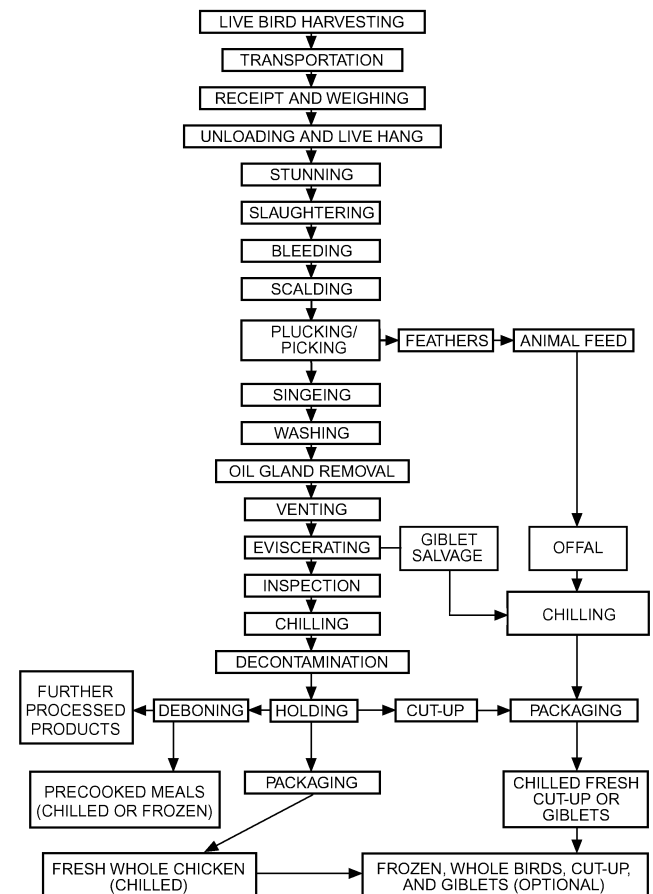 LIVE BIRD HARVESTING
TRANSPORTATION
RECEIPT AND WEIGHING
UNLOADING AND LIVE HANG
STUNNING
SLAUGHTERING
BLEEDING
SCALDING
PLUCKING/
PICKING
FEATHERS
ANIMAL FEED
SINGEING
WASHING
OIL GLAND REMOVAL
VENTING
EVISCERATING
GIBLET
SALVAGE
OFFAL
INSPECTION
CHILLING
CHILLING
DECONTAMINATION
FURTHER
PROCESSED
PRODUCTS
DEBONING
HOLDING
CUT-UP
PACKAGING
PRECOOKED MEALS
(CHILLED OR FROZEN)
PACKAGING
CHILLED FRESH
CUT-UP OR
GIBLETS
FRESH WHOLE CHICKEN
(CHILLED)
FROZEN, WHOLE BIRDS, CUT-UP,
AND GIBLETS (OPTIONAL)